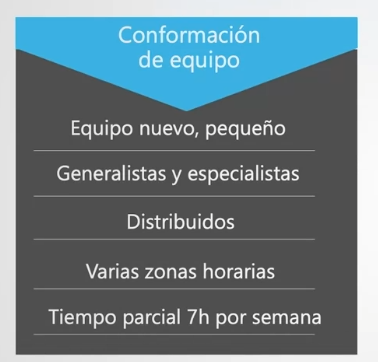 Conformación
de equipo
Equipo nuevo, pequeño
Generalistas y especialistas
Distribuidos
Varias zonas horarias
Tiempo parcial 7h por semana